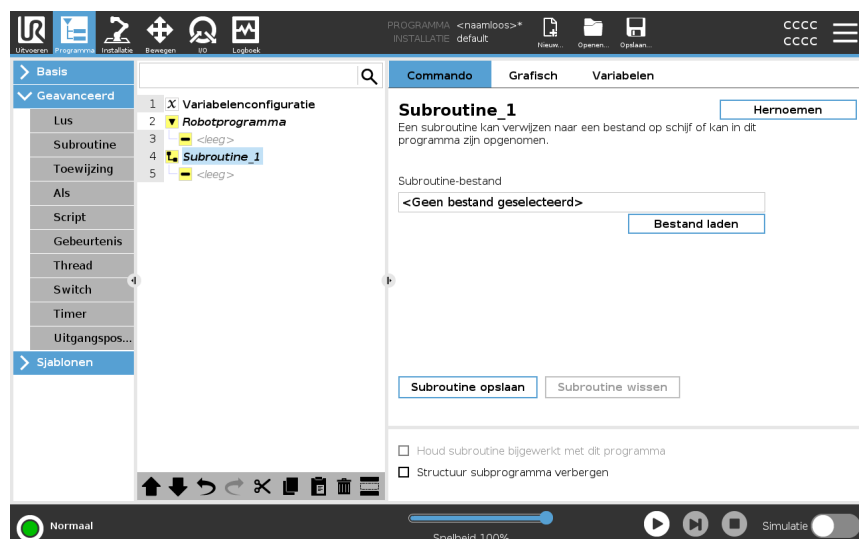 PROGRAMMA <naamloos>*
INSTALLATIE default
CCCC
CCCC
Uitvoeren Programma Installatie Bewegen I/O Logboek Nieuw... Openen... Opslaan...
Basis
Geavanceerd
Lus
Subroutine
Toewijzing
Als
Script
Gebeurtenis
Thread
Switch
Timer
Uitgangspos...
Sjablonen
1 X Variabelenconfiguratie
2 Robotprogramma
3 <leeg>
4 Subroutine_1
5 <leeg>
Commando Grafisch Variabelen
Subroutine_1
Hernoemen
Een subroutine kan verwijzen naar een bestand op schijf of kan in dit
programma zijn opgenomen.
Subroutine-bestand
<Geen bestand geselecteerd>
Bestand laden
Subroutine opslaan Subroutine wissen
Houd subroutine bijgewerkt met dit programma
Structuur subprogramma verbergen
Normaal
Snelheid 100%
Simulatie